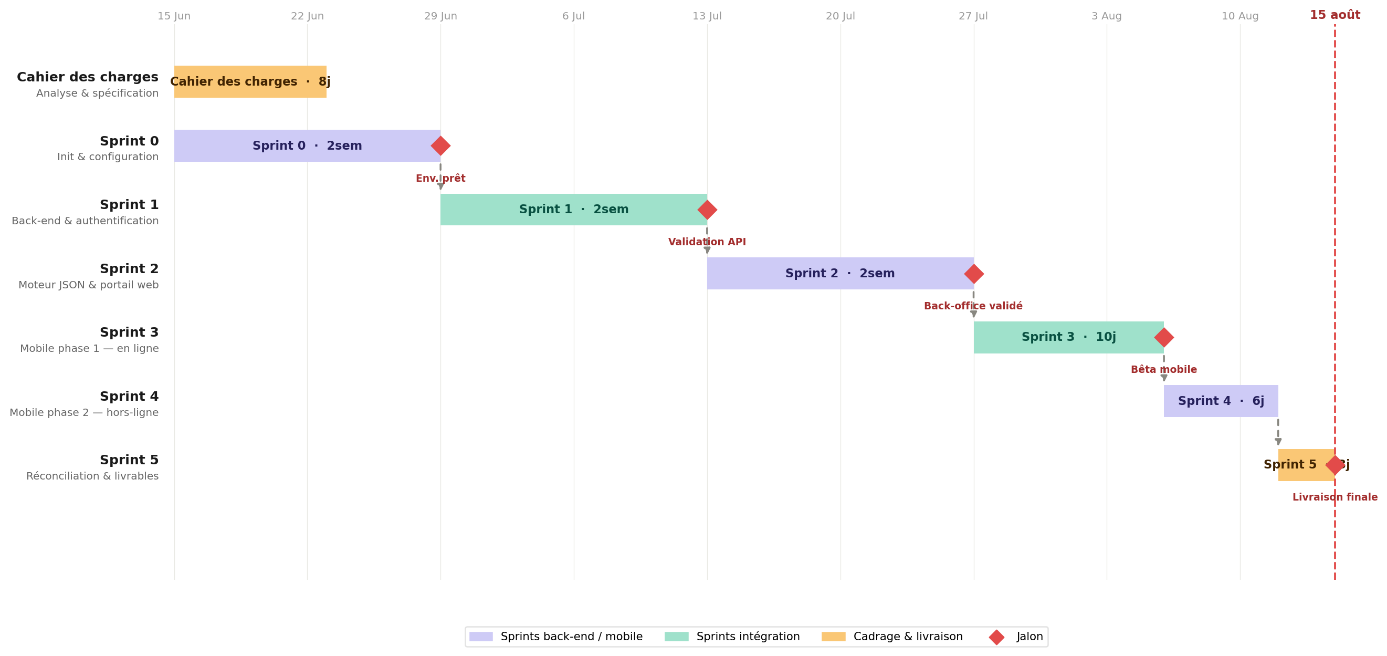 15 Jun 22 Jun 29 Jun 6 Jul 13 Jul 20 Jul 27 Jul 3 Aug 10 Aug 15 août
Cahier des charges
Analyse & spécification
Cahier des charges · 8j
Sprint 0
Init & configuration
Sprint 0 · 2sem
Env. prêt
Sprint 1
Back-end & authentification
Sprint 1 · 2sem
Validation API
Sprint 2
Moteur JSON & portail web
Sprint 2 · 2sem
Back-office validé
Sprint 3
Mobile phase 1 — en ligne
Sprint 3 · 10j
Bêta mobile
Sprint 4
Mobile phase 2 — hors-ligne
Sprint 4 · 6j
Sprint 5
Réconciliation & livrables
Sprint 5 3j
Livraison finale
Sprints back-end / mobile Sprints intégration Cadrage & livraison Jalon